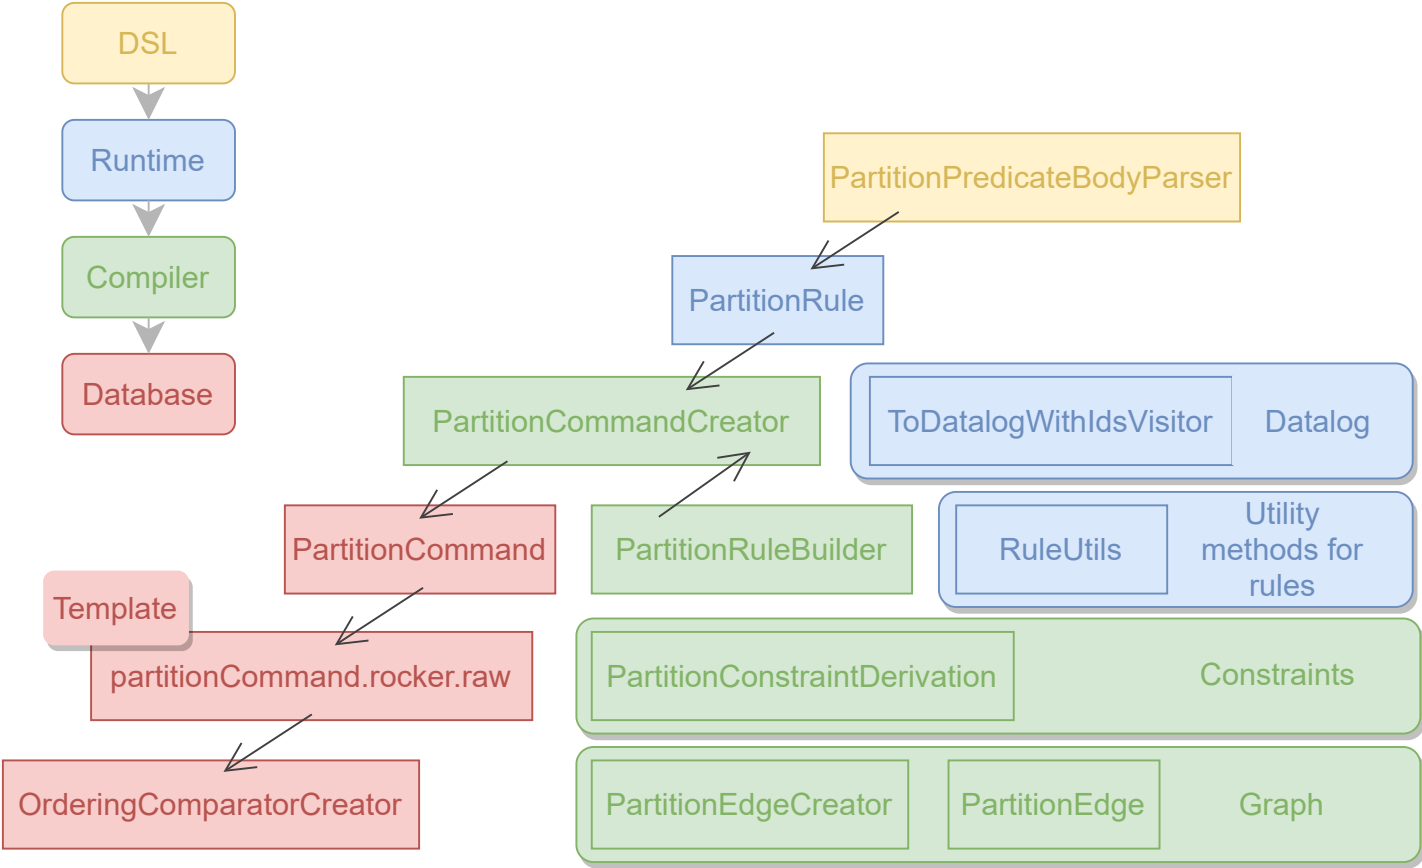 DSL
Runtime
Compiler
Database
PartitionPredicateBodyParser
PartitionRule
PartitionCommandCreator
ToDatalogWithIdsVisitor
Datalog
PartitionCommand
PartitionRuleBuilder
RuleUtils
Utility
methods for
rules
Template
partitionCommand.rocker.raw
PartitionConstraintDerivation
Constraints
OrderingComparatorCreator
PartitionEdgeCreator
PartitionEdge
Graph